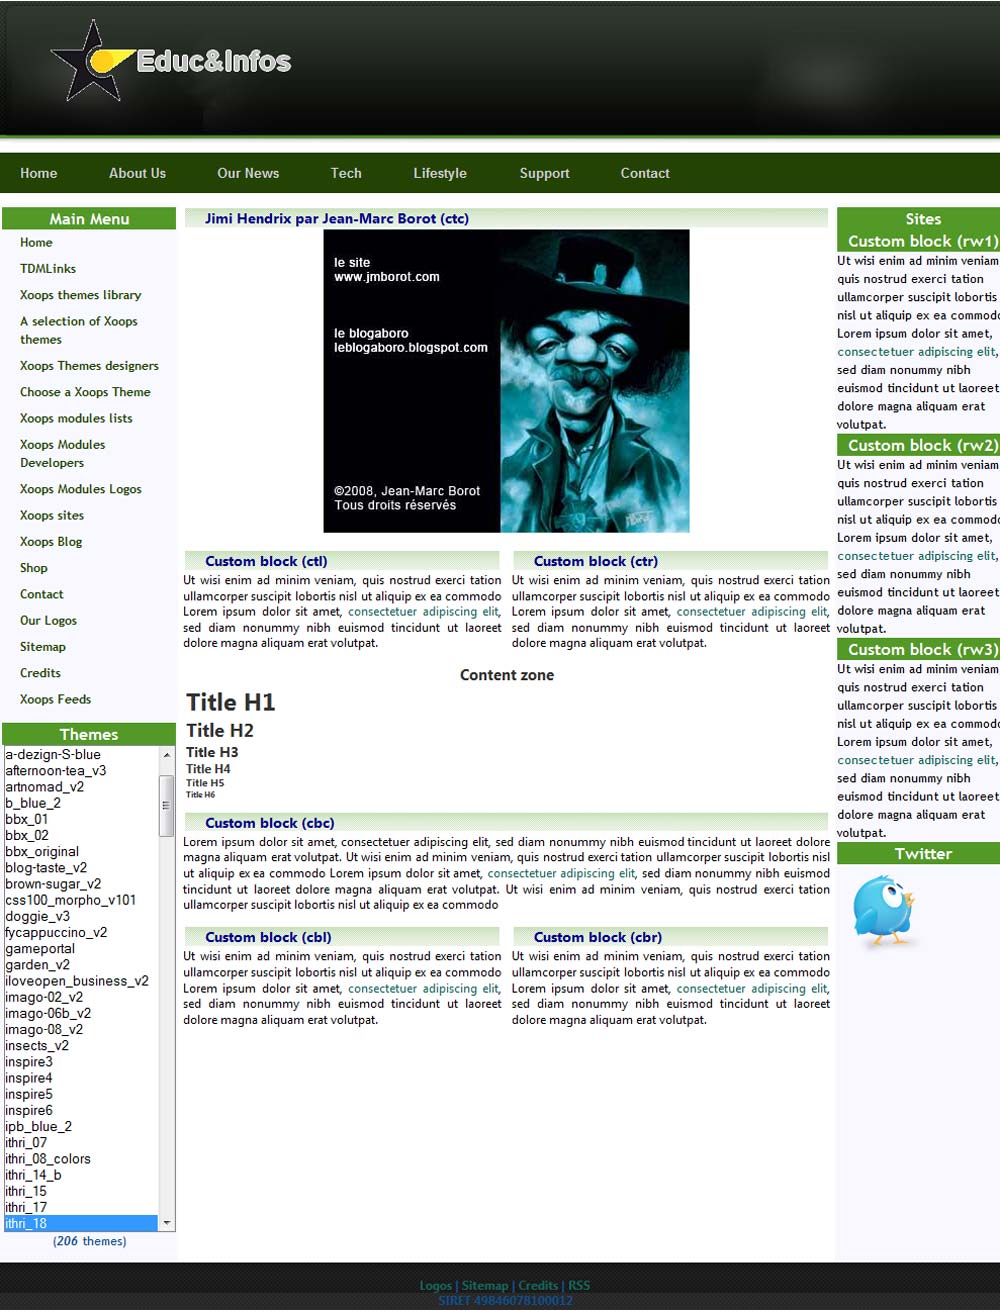 Educ&Infos
Home About Us Our News Tech Lifestyle Support Contact
Main Menu
Home
TDMLinks
Xoops themes library
A selection of Xoops
themes
Xoops Themes designers
Choose a Xoops Theme
Xoops modules lists
Xoops Modules
Developers
Xoops Modules Logos
Xoops sites
Xoops Blog
Shop
Contact
Our Logos
Sitemap
Credits
Xoops Feeds
Themes
a-dezign-S-blue
afternoon-tea_v3
artnomad_v2
b_blue_2
bbx_01
bbx_02
bbx_original
blog-taste_v2
brown-sugar_v2
css100_morpho_v101
doggie_v3
fycappuccino_v2
gameportal
garden_v2
iloveopen_business_v2
imago-02_v2
imago-06b_v2
imago-08_v2
insects_v2
inspire3
inspire4
inspire5
inspire6
ipb_blue_2
ithri_07
ithri_08_colors
ithri_14_b
ithri_15
ithri_17
ithri_18
(206 themes)
Jimi Hendrix par Jean-Marc Borot (ctc)
le site
www.jmborot.com
le blogaboro
leblogaboro.blogspot.com
©2008, Jean-Marc Borot
Tous droits réservés
Custom block (ctl)
Ut wisi enim ad minim veniam, quis nostrud exerci tation
ullamcorper suscipit lobortis nisl ut aliquip ex ea commodo
Lorem ipsum dolor sit amet, consectetuer adipiscing elit,
sed diam nonummy nibh euismod tincidunt ut laoreet
dolore magna aliquam erat volutpat.
Custom block (ctr)
Ut wisi enim ad minim veniam, quis nostrud exerci tation
ullamcorper suscipit lobortis nisl ut aliquip ex ea commodo
Lorem ipsum dolor sit amet, consectetuer adipiscing elit,
sed diam nonummy nibh euismod tincidunt ut laoreet
dolore magna aliquam erat volutpat.
Content zone
Title H1
Title H2
Title H3
Title H4
Title H5
Title H6
Custom block (cbc)
Lorem ipsum dolor sit amet, consectetuer adipiscing elit, sed diam nonummy nibh euismod tincidunt ut laoreet dolore
magna aliquam erat volutpat. Ut wisi enim ad minim veniam, quis nostrud exerci tation ullamcorper suscipit lobortis nisl
ut aliquip ex ea commodo Lorem ipsum dolor sit amet, consectetuer adipiscing elit, sed diam nonummy nibh euismod
tincidunt ut laoreet dolore magna aliquam erat volutpat. Ut wisi enim ad minim veniam, quis nostrud exerci tation
ullamcorper suscipit lobortis nisl ut aliquip ex ea commodo
Custom block (cbl)
Ut wisi enim ad minim veniam, quis nostrud exerci tation
ullamcorper suscipit lobortis nisl ut aliquip ex ea commodo
Lorem ipsum dolor sit amet, consectetuer adipiscing elit,
sed diam nonummy nibh euismod tincidunt ut laoreet
dolore magna aliquam erat volutpat.
Custom block (cbr)
Ut wisi enim ad minim veniam, quis nostrud exerci tation
ullamcorper suscipit lobortis nisl ut aliquip ex ea commodo
Lorem ipsum dolor sit amet, consectetuer adipiscing elit,
sed diam nonummy nibh euismod tincidunt ut laoreet
dolore magna aliquam erat volutpat.
Sites
Custom block (rw1)
Ut wisi enim ad minim veniam
quis nostrud exerci tation
ullamcorper suscipit lobortis
nisl ut aliquip ex ea commodo
Lorem ipsum dolor sit amet,
consectetuer adipiscing elit,
sed diam nonummy nibh
euismod tincidunt ut laoreet
dolore magna aliquam erat
volutpat.
Custom block (rw2)
Ut wisi enim ad minim veniam
quis nostrud exerci tation
ullamcorper suscipit lobortis
nisl ut aliquip ex ea commodo
Lorem ipsum dolor sit amet,
consectetuer adipiscing elit,
sed diam nonummy nibh
euismod tincidunt ut laoreet
dolore magna aliquam erat
volutpat.
Custom block (rw3)
Ut wisi enim ad minim veniam
quis nostrud exerci tation
ullamcorper suscipit lobortis
nisl ut aliquip ex ea commodo
Lorem ipsum dolor sit amet,
consectetuer adipiscing elit,
sed diam nonummy nibh
euismod tincidunt ut laoreet
dolore magna aliquam erat
volutpat.
Twitter
Logos | Sitemap | Credits | RSS
SIRET 49846078100012